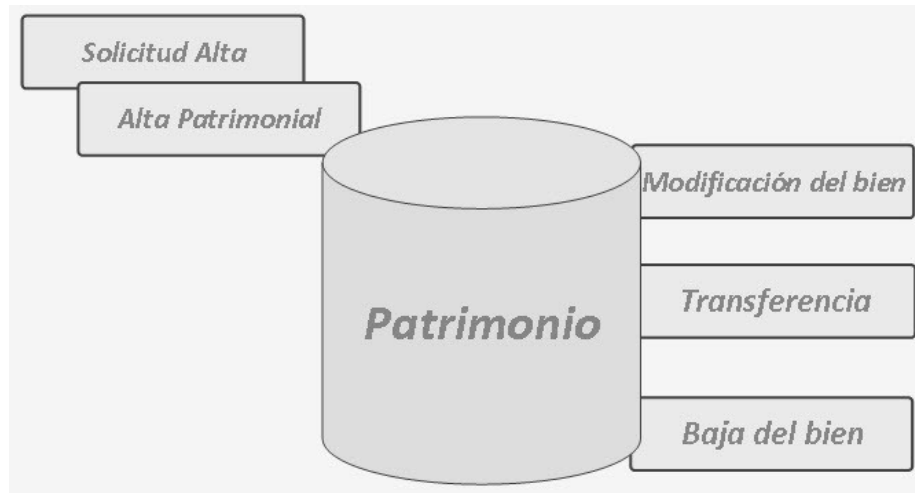 Solicitud Alta
Alta Patrimonial
Modificación del bien
Patrimonio
Transferencia
Baja del bien